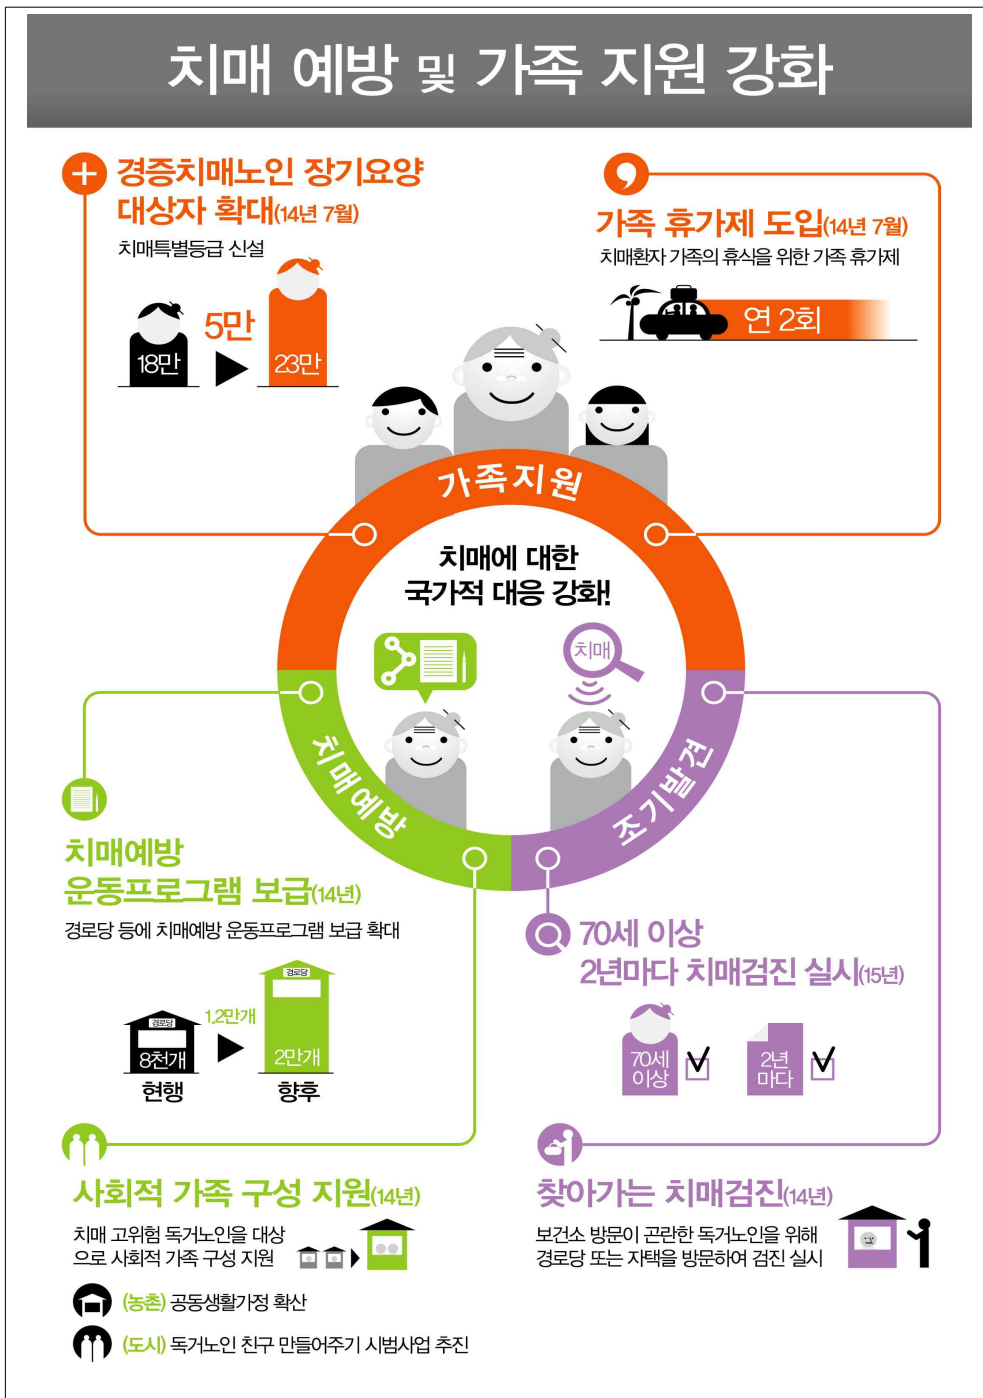 치매 예방 및 가족 지원 강화
경증치매노인 장기요양
대상자 확대(14년 7월)
치매특별등급 신설
18만
5만
23만
가족 휴가제 도입(14년 7월)
치매환자 가족의 휴식을 위한 가족 휴가제
연 2회
가족지원
치매에 대한
국가적 대응 강화!
치매
치매예방
조기발견
치매예방
운동프로그램 보급(14년)
경로당 등에 치매예방 운동프로그램 보급 확대
경로당
8천개
현행
1.2만개
경로당
2만개
향후
70세 이상
2년마다 치매검진 실시(15년)
70세
이상
2년
마다
사회적 가족 구성 지원(14년)
치매 고위험 독거노인을 대상
으로 사회적 가족 구성 지원
(농촌) 공동생활가정 확산
(도시) 독거노인 친구 만들어주기 시범사업 추진
찾아가는 치매검진(14년)
보건소 방문이 곤란한 독거노인을 위해
경로당 또는 자택을 방문하여 검진 실시